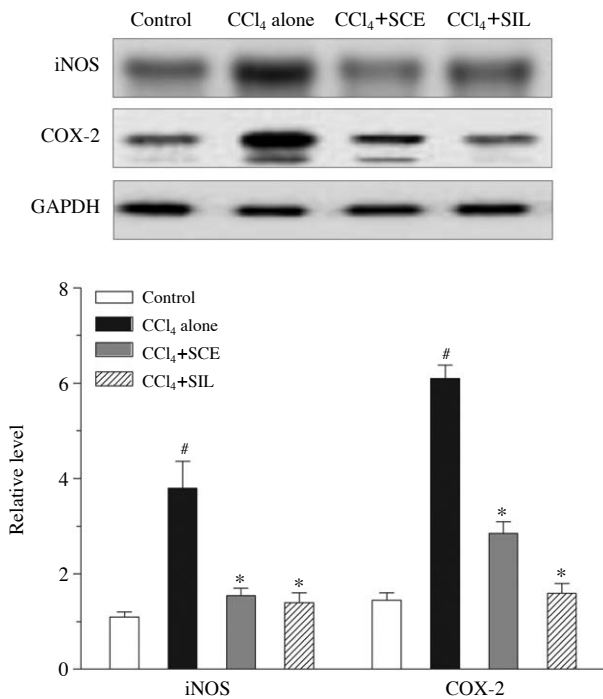 Control CCl₄ alone CCl₄+SCE CCl₄+SIL
iNOS
COX-2
GAPDH
8
6
4
2
0
Relative level
Control
CCl₄ alone
CCl₄+SCE
CCl₄+SIL
#
*
*
#
*
*
iNOS COX-2